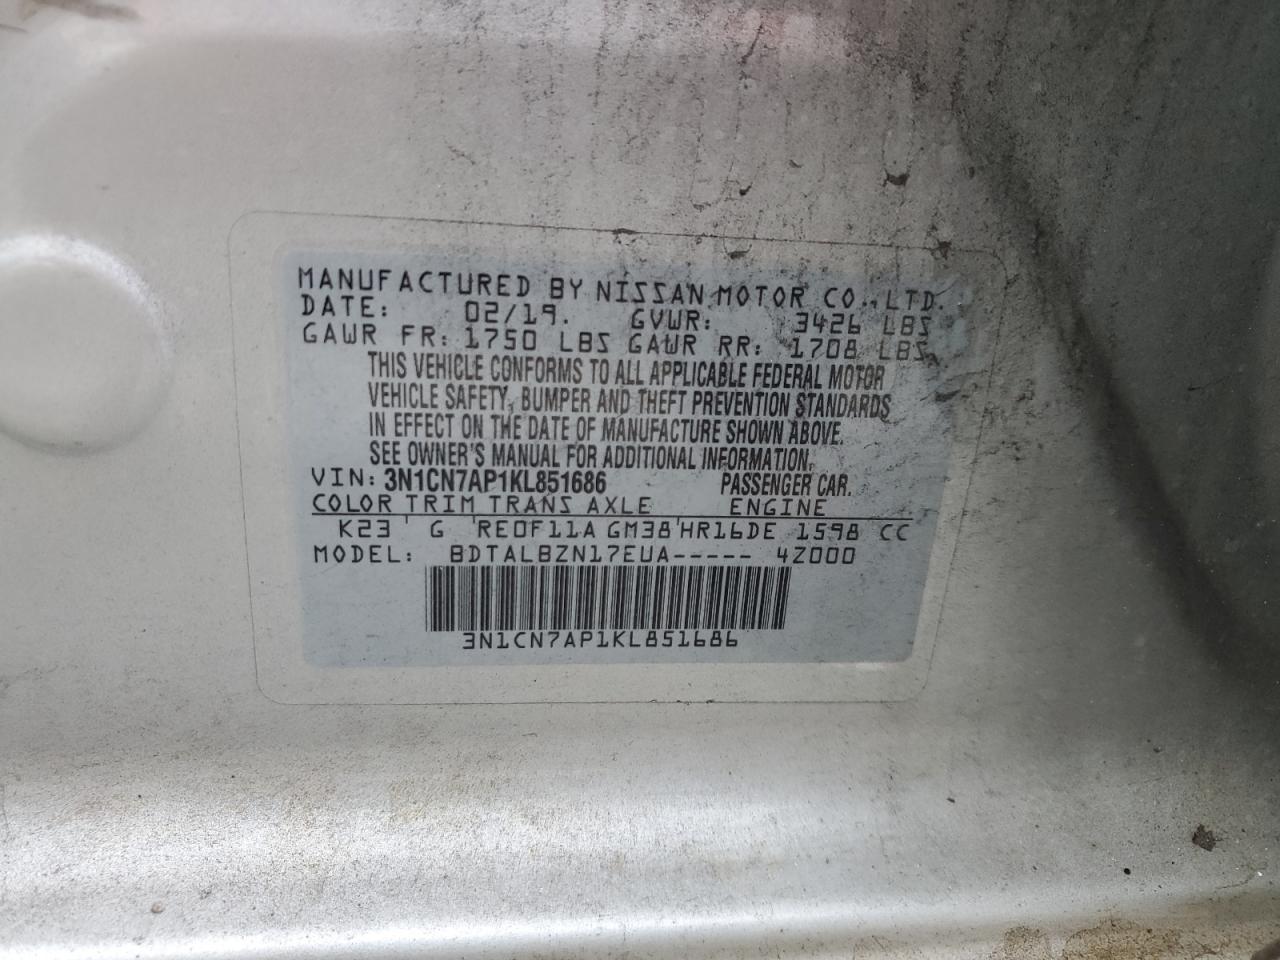 MANUFACTURED BY NISSAN MOTOR CO., LTD.
DATE: 02/19. GVWR: 3426 LBS
GAWR FR: 1750 LBS GAWR RR: 1708 LBS
THIS VEHICLE CONFORMS TO ALL APPLICABLE FEDERAL MOTOR
VEHICLE SAFETY, BUMPER AND THEFT PREVENTION STANDARDS
IN EFFECT ON THE DATE OF MANUFACTURE SHOWN ABOVE.
SEE OWNER'S MANUAL FOR ADDITIONAL INFORMATION.
VIN: 3N1CN7AP1KL851686 PASSENGER CAR.
COLOR TRIM TRANS AXLE ENGINE
K23 G RE0F11A GM38 HR16DE 1598 CC
MODEL: BDTALBZN17EUA----- 4Z000
3N1CN7AP1KL851686